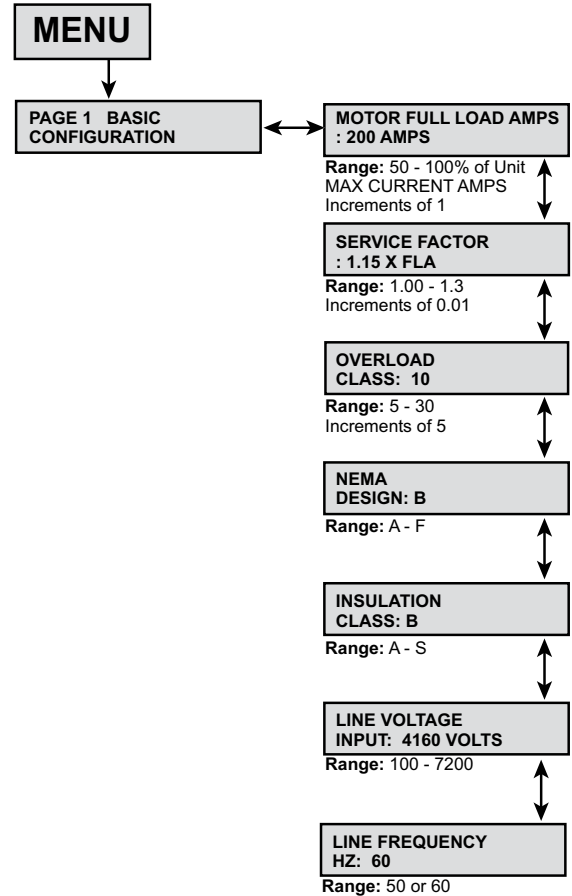 MENU
PAGE 1 BASIC
CONFIGURATION
MOTOR FULL LOAD AMPS
: 200 AMPS
Range: 50 - 100% of Unit
MAX CURRENT AMPS
Increments of 1
SERVICE FACTOR
: 1.15 X FLA
Range: 1.00 - 1.3
Increments of 0.01
OVERLOAD
CLASS: 10
Range: 5 - 30
Increments of 5
NEMA
DESIGN: B
Range: A - F
INSULATION
CLASS: B
Range: A - S
LINE VOLTAGE
INPUT: 4160 VOLTS
Range: 100 - 7200
LINE FREQUENCY
HZ: 60
Range: 50 or 60